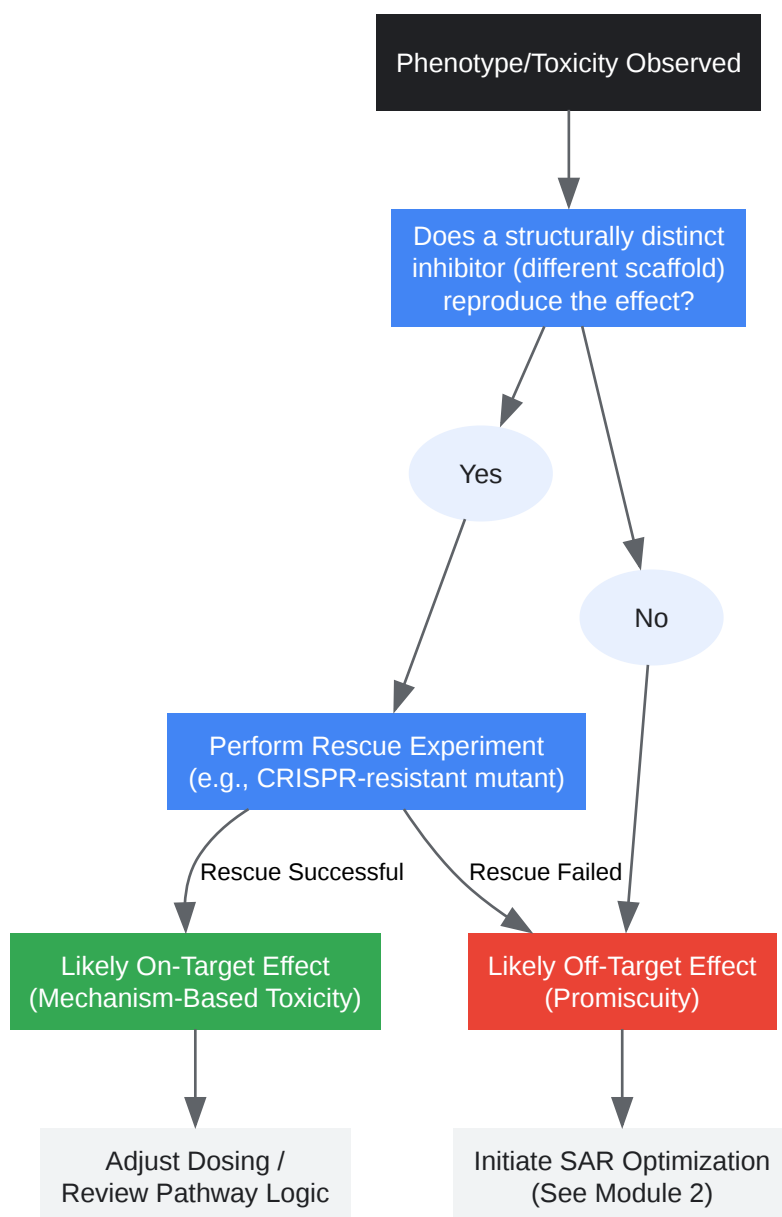 Phenotype/Toxicity Observed
Does a structurally distinct
inhibitor (different scaffold)
reproduce the effect?
Yes
No
Perform Rescue Experiment
(e.g., CRISPR-resistant mutant)
Rescue Successful
Rescue Failed
Likely On-Target Effect
(Mechanism-Based Toxicity)
Likely Off-Target Effect
(Promiscuity)
Adjust Dosing /
Review Pathway Logic
Initiate SAR Optimization
(See Module 2)